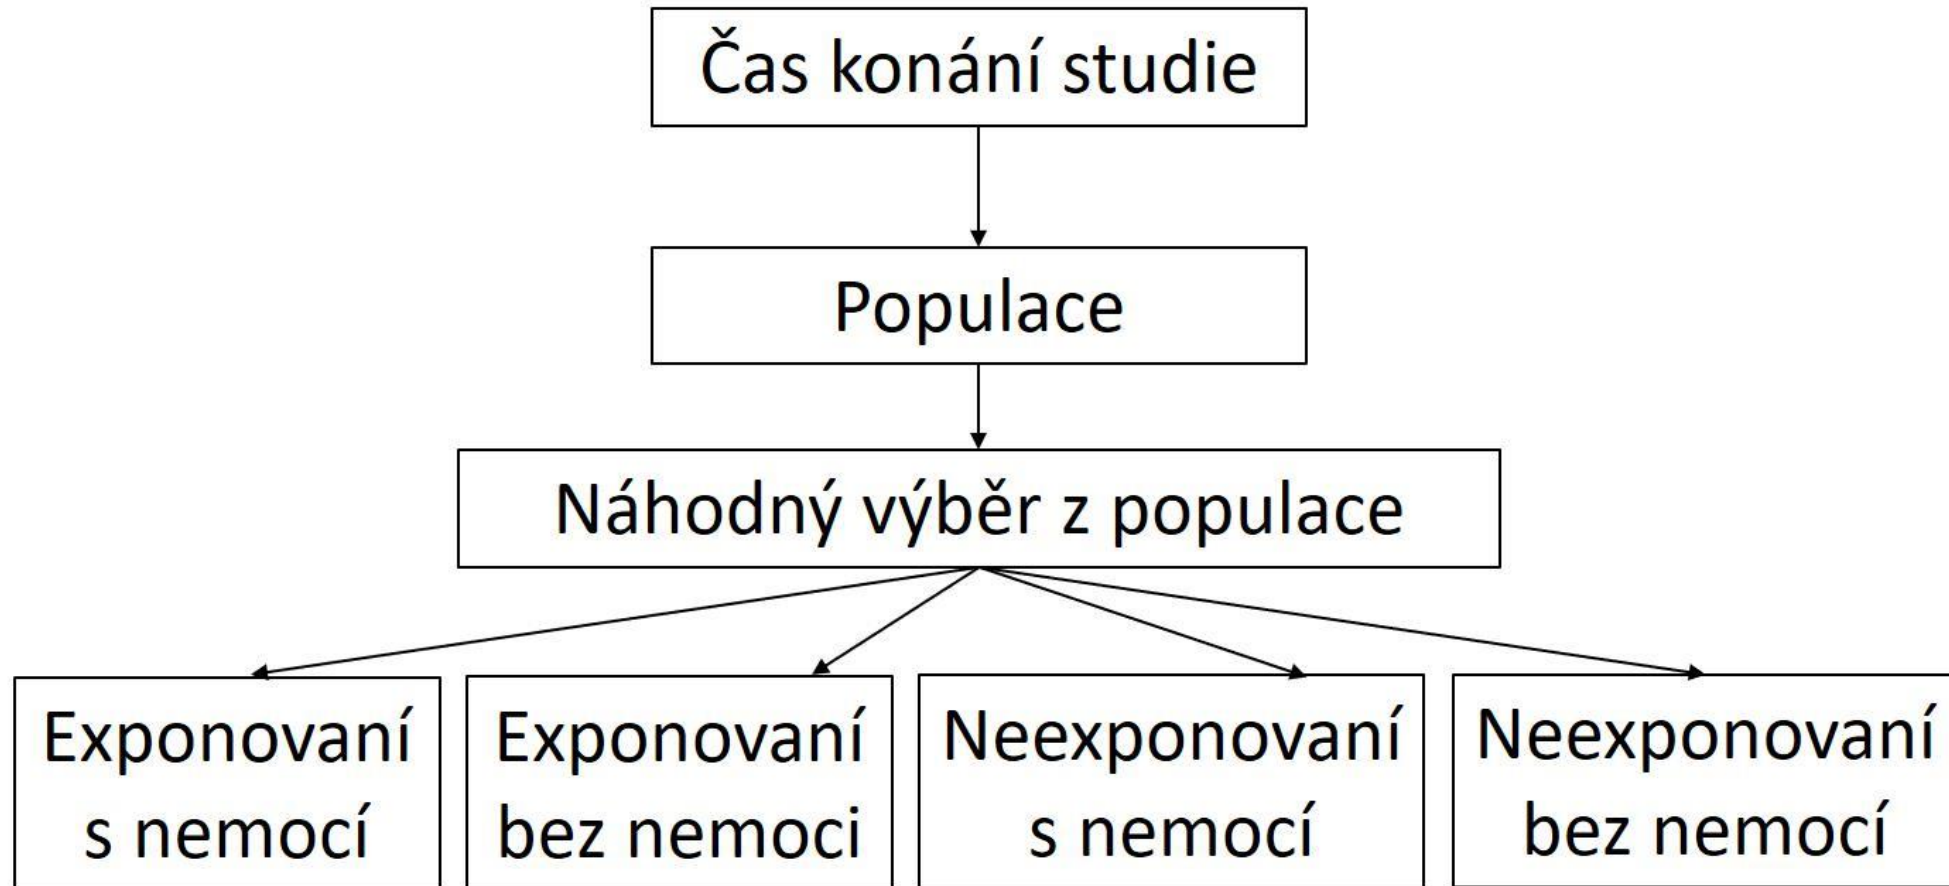 Čas konání studie
Populace
Náhodný výběr z populace
Exponovaní
s nemocí
Exponovaní
bez nemoci
Neexponovaní
s nemocí
Neexponovaní
bez nemocí